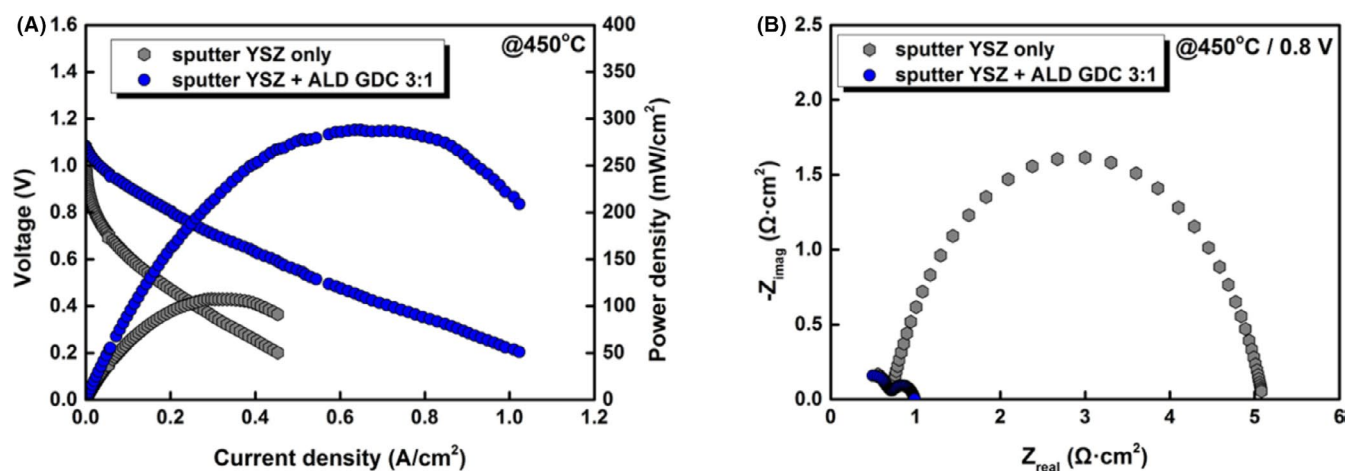 (A)
@450°C
sputter YSZ only
sputter YSZ + ALD GDC 3:1
Voltage (V)
1.6
1.4
1.2
1.0
0.8
0.6
0.4
0.2
0.0
Power density (mW/cm²)
400
350
300
250
200
150
100
50
0
0.0 0.2 0.4 0.6 0.8 1.0 1.2
Current density (A/cm²)
(B)
@450°C / 0.8 V
sputter YSZ only
sputter YSZ + ALD GDC 3:1
-Z_imag (Ω·cm²)
2.5
2.0
1.5
1.0
0.5
0.0
0 1 2 3 4 5 6
Z_real (Ω·cm²)